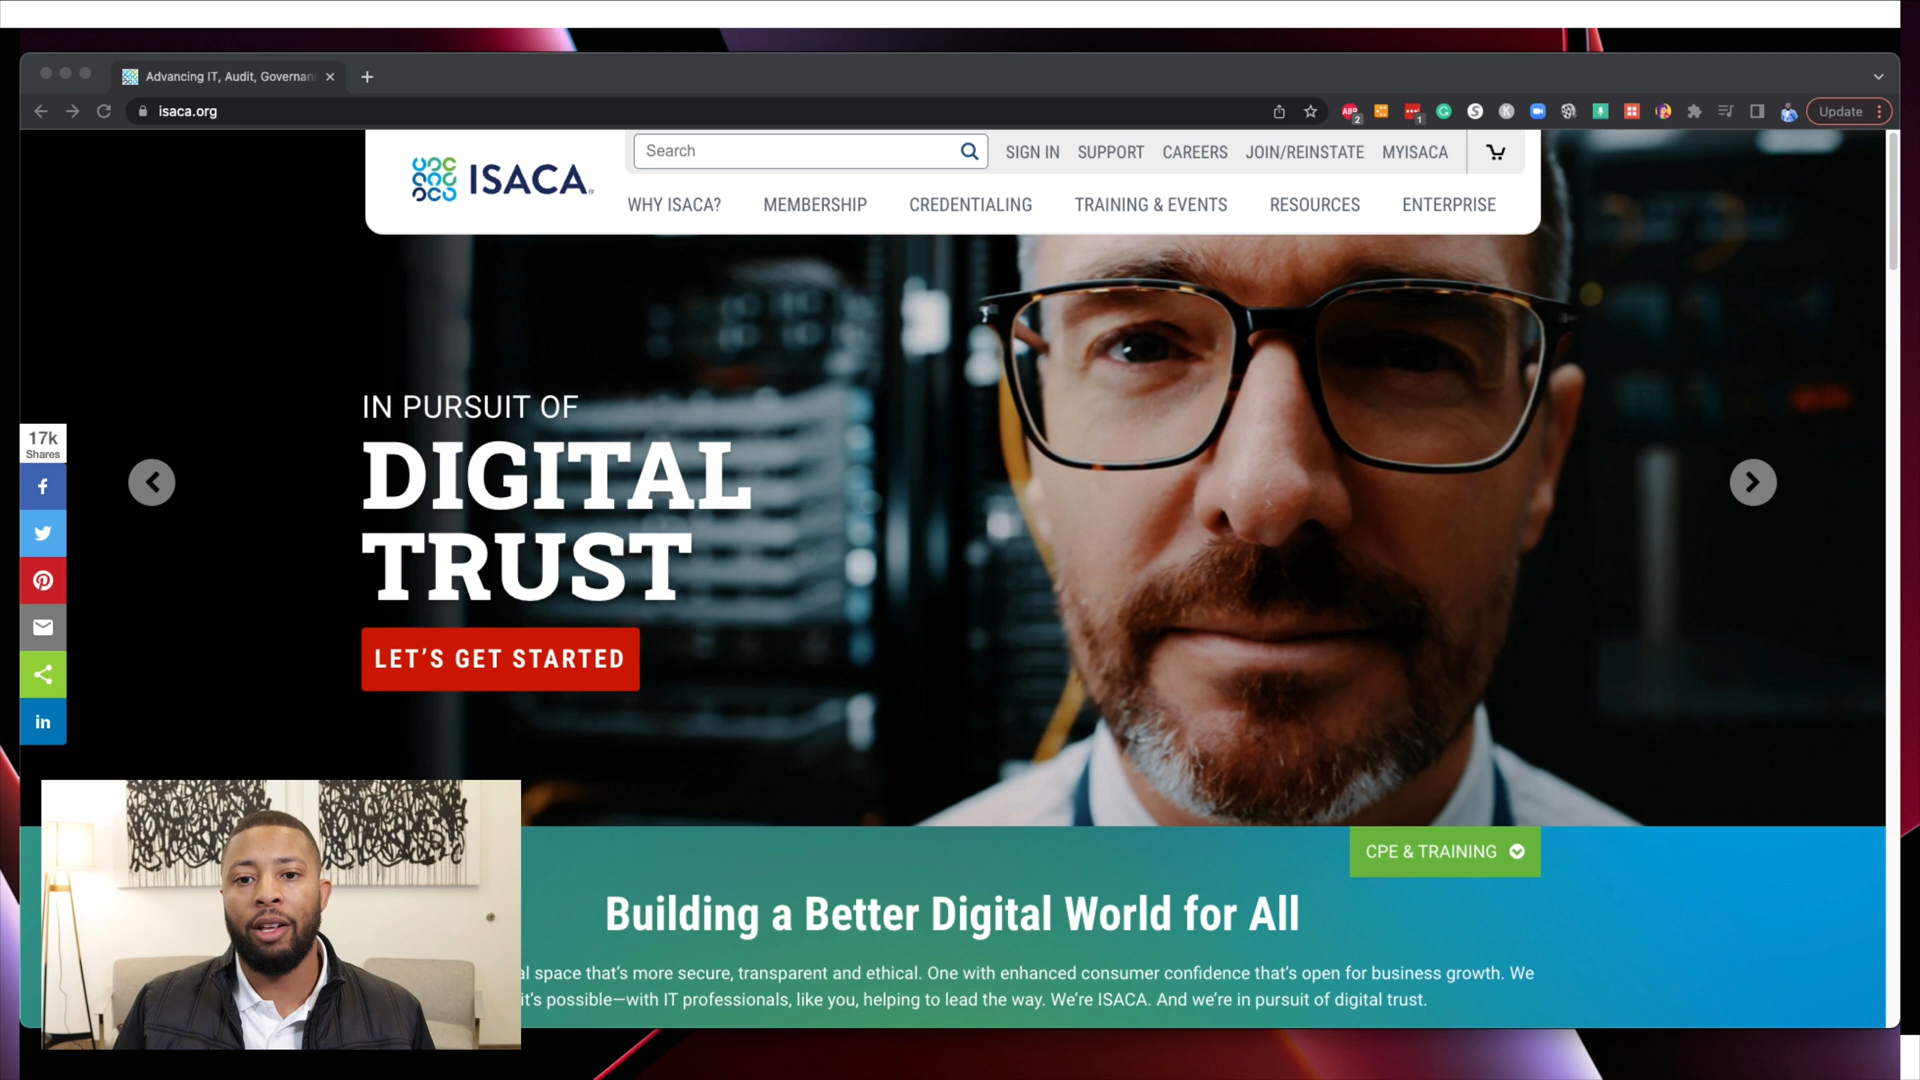 Advancing IT, Audit, Governan
isaca.org
ABP
2
1
Update
Search
SIGN IN
SUPPORT
CAREERS
JOIN/REINSTATE
MYISACA
ISACA®
WHY ISACA?
MEMBERSHIP
CREDENTIALING
TRAINING & EVENTS
RESOURCES
ENTERPRISE
IN PURSUIT OF
DIGITAL
TRUST
LET’S GET STARTED
17k
Shares
CPE & TRAINING
Building a Better Digital World for All
al space that’s more secure, transparent and ethical. One with enhanced consumer confidence that’s open for business growth. We
it’s possible—with IT professionals, like you, helping to lead the way. We’re ISACA. And we’re in pursuit of digital trust.